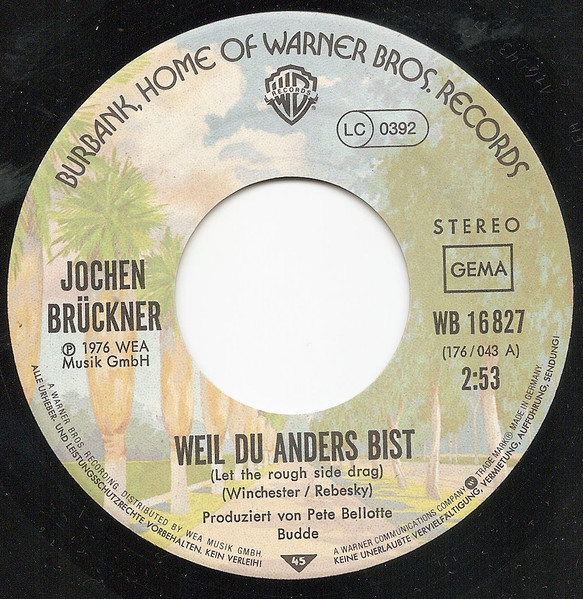 BURBANK, HOME OF WARNER BROS. RECORDS
WB
RECORDS
LC 0392
STEREO
GEMA
JOCHEN
BRÜCKNER
℗ 1976 WEA
Musik GmbH
WB 16 827
(176/043 A)
2:53
WEIL DU ANDERS BIST
(Let the rough side drag)
(Winchester / Rebesky)
Produziert von Pete Bellotte
Budde
45
A WARNER BROS. RECORDING DISTRIBUTED BY WEA MUSIK GMBH.
ALLE URHEBER- UND LEISTUNGSSCHUTZRECHTE VORBEHALTEN. KEIN VERLEIH!
A WARNER COMMUNICATIONS COMPANY TRADE MARK® MADE IN GERMANY
KEINE UNERLAUBTE VERVIELFÄLTIGUNG, VERMIETUNG, AUFFÜHRUNG, SENDUNG!